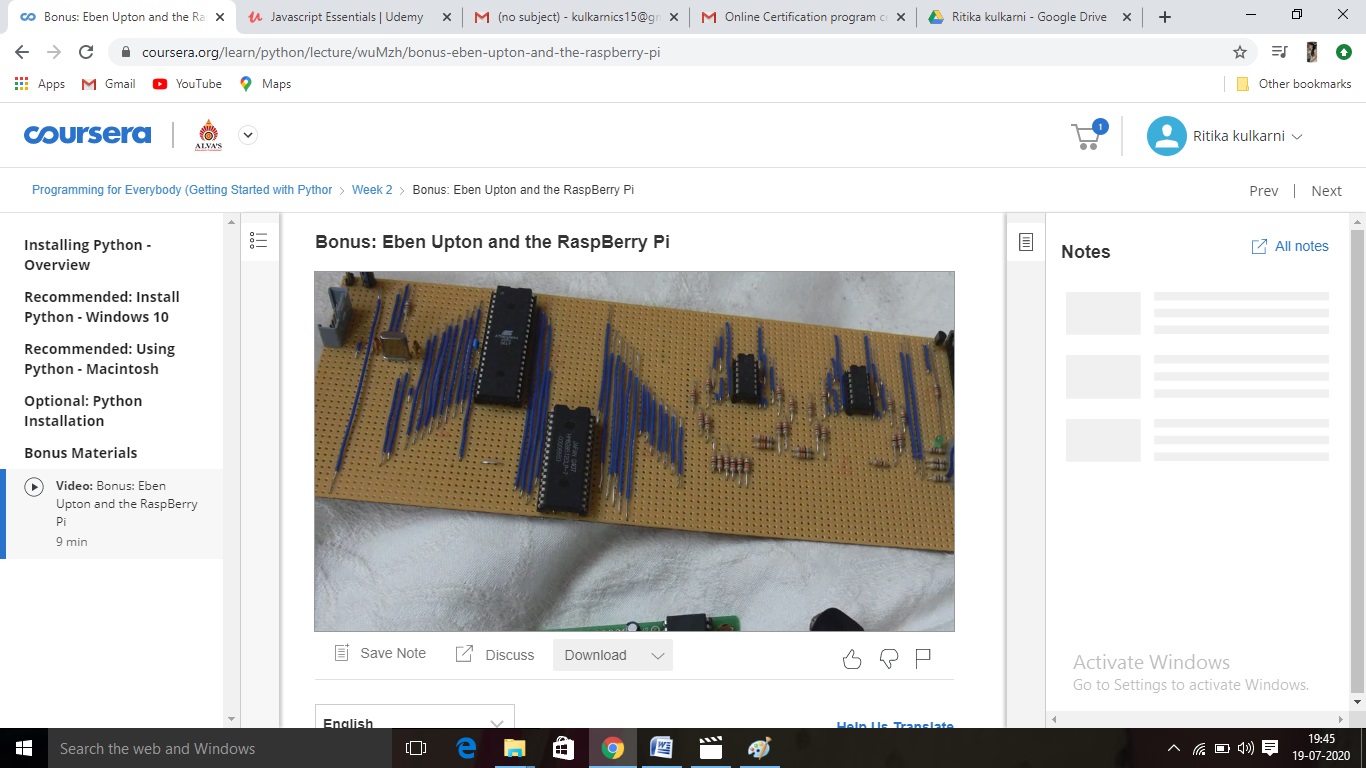 Bonus: Eben Upton and the Ra
Javascript Essentials | Udemy
(no subject) - kulkarnics15@gm
Online Certification program c
Ritika kulkarni - Google Drive
coursera.org/learn/python/lecture/wuMzh/bonus-eben-upton-and-the-raspberry-pi
Apps
Gmail
YouTube
Maps
Other bookmarks
coursera
ALVA'S
1
Ritika kulkarni
Programming for Everybody (Getting Started with Pythor
Week 2
Bonus: Eben Upton and the RaspBerry Pi
Prev | Next
Installing Python -
Overview
Recommended: Install
Python - Windows 10
Recommended: Using
Python - Macintosh
Optional: Python
Installation
Bonus Materials
Video: Bonus: Eben
Upton and the RaspBerry
Pi
9 min
Bonus: Eben Upton and the RaspBerry Pi
Save Note
Discuss
Download
English
Help Us Translate
Notes
All notes
Activate Windows
Go to Settings to activate Windows.
Search the web and Windows
19:45
19-07-2020